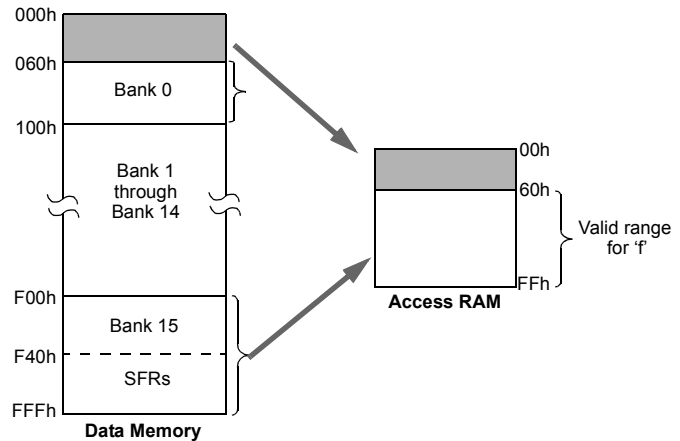 000h
060h
Bank 0
100h
Bank 1
through
Bank 14
F00h
Bank 15
F40h
SFRs
FFFh
Data Memory
00h
60h
Valid range
for ‘f’
FFh
Access RAM